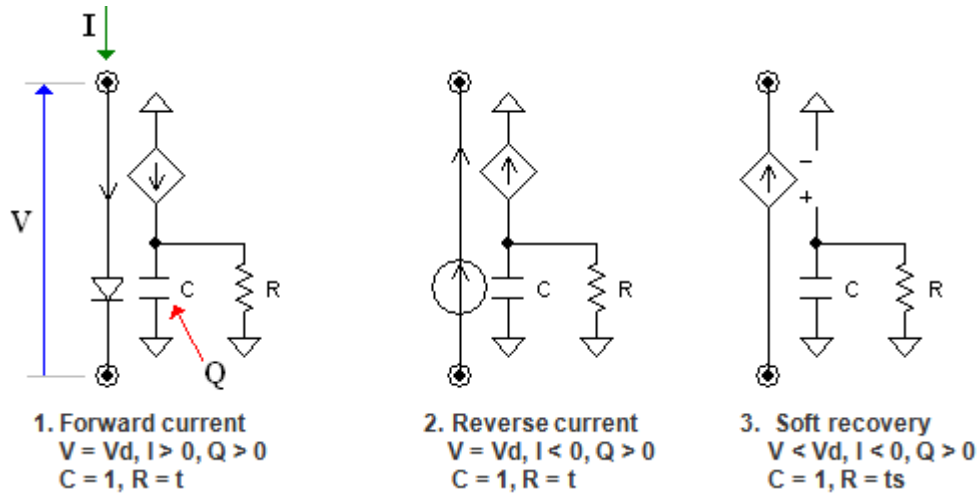 I
V
C
R
Q
C
R
−
+
C
R
1. Forward current
V = Vd, I > 0, Q > 0
C = 1, R = t
2. Reverse current
V = Vd, I < 0, Q > 0
C = 1, R = t
3. Soft recovery
V < Vd, I < 0, Q > 0
C = 1, R = ts